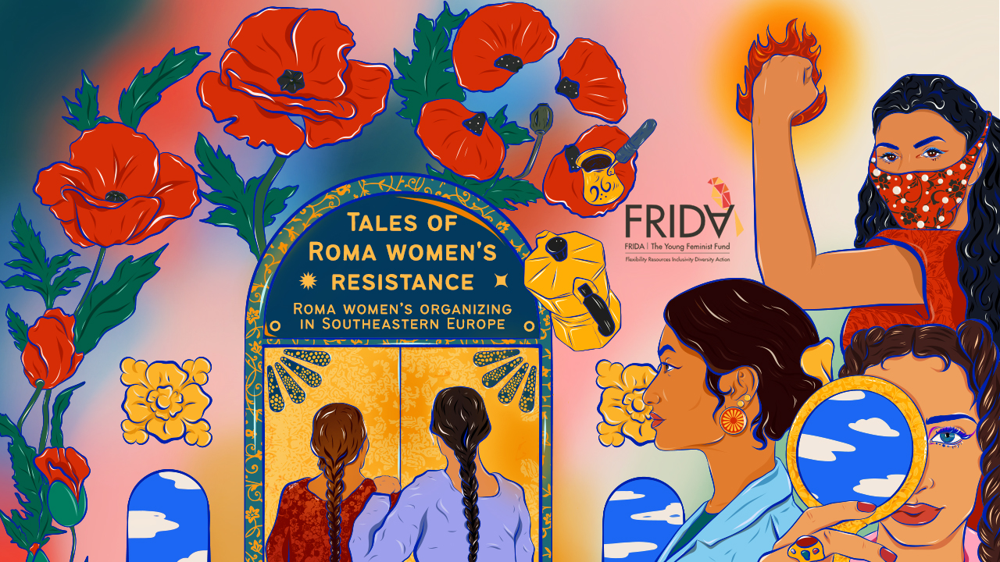 TALES OF
ROMA WOMEN'S
RESISTANCE
ROMA WOMEN'S ORGANIZING
IN SOUTHEASTERN EUROPE
FRIDA
FRIDA | The Young Feminist Fund
Flexibility Resources Inclusivity Diversity Action